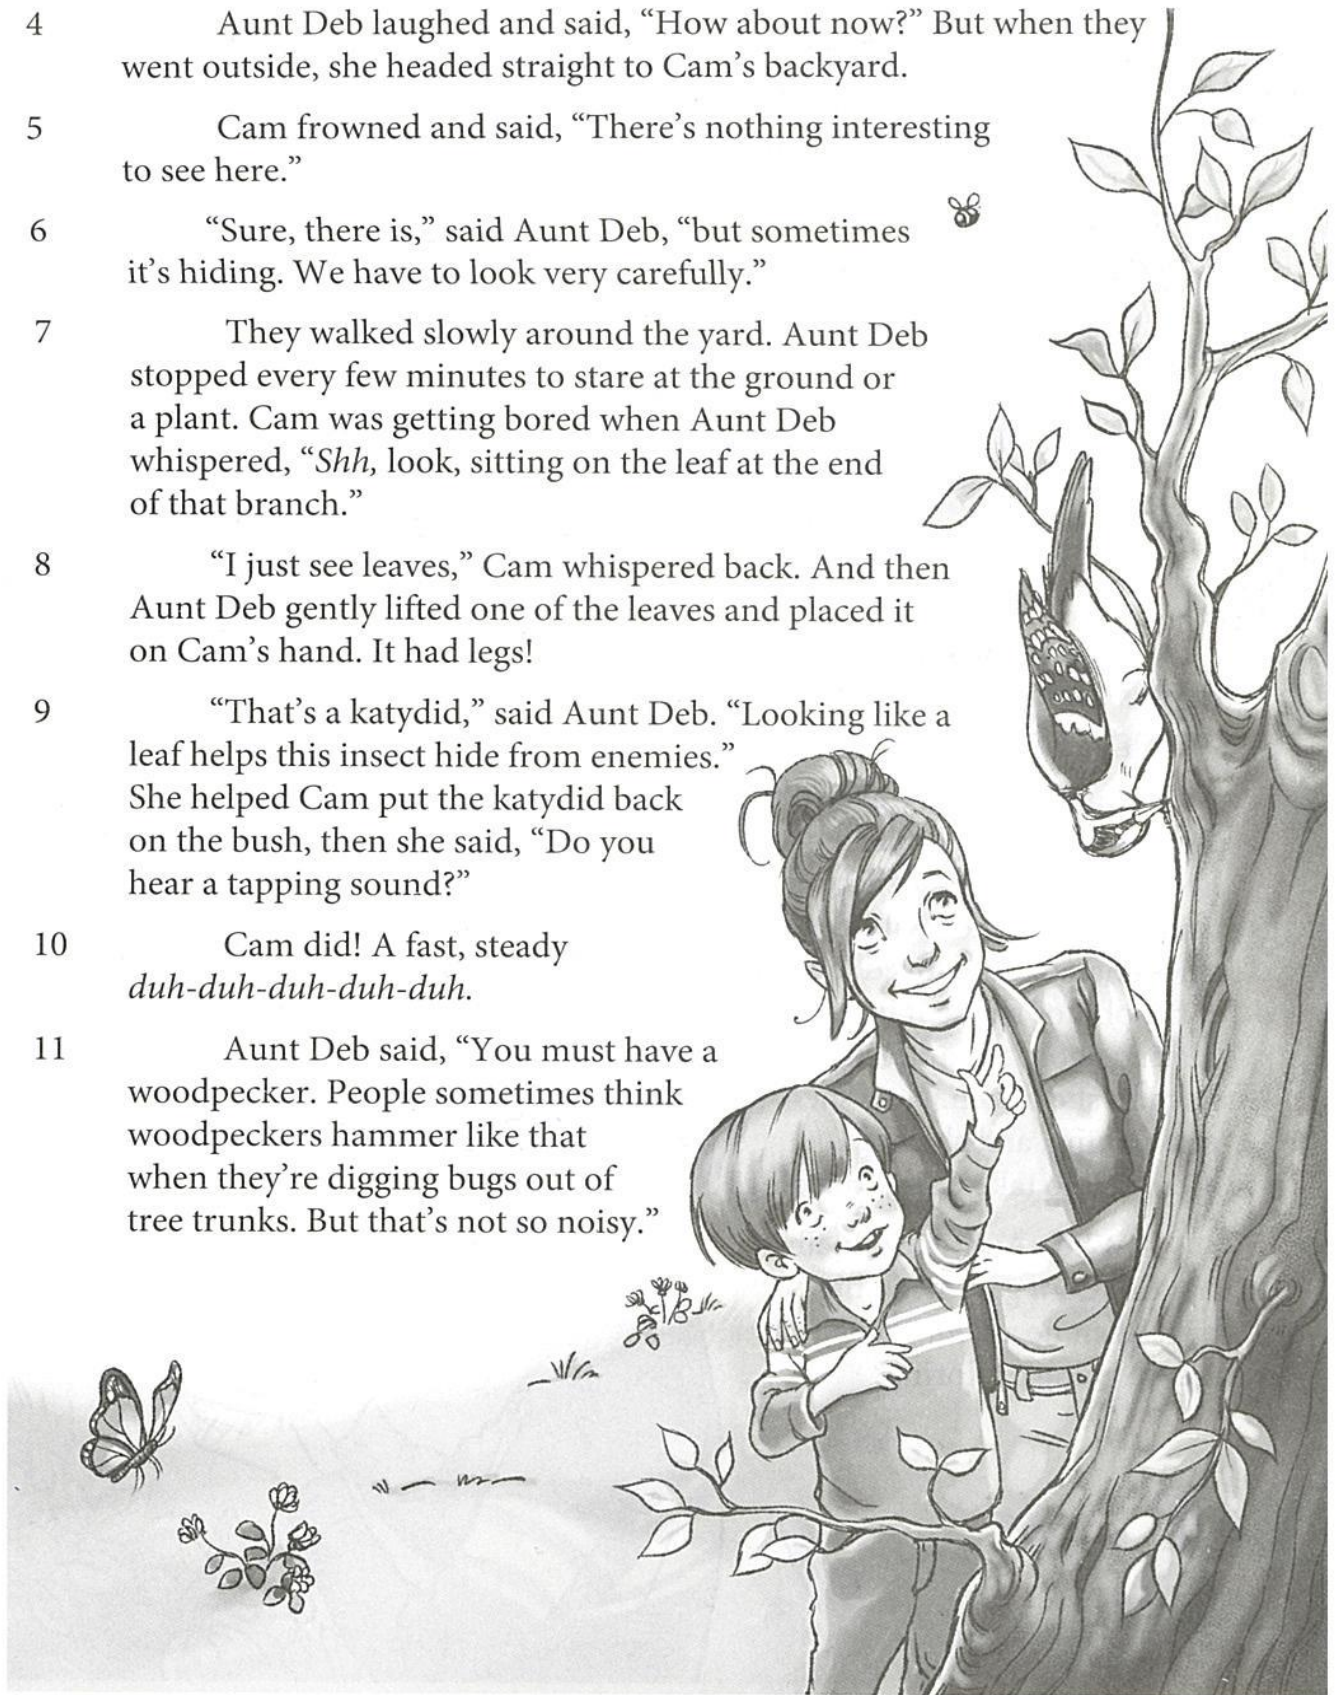 4 Aunt Deb laughed and said, “How about now?” But when they
went outside, she headed straight to Cam’s backyard.
5 Cam frowned and said, “There’s nothing interesting
to see here.”
6 “Sure, there is,” said Aunt Deb, “but sometimes
it’s hiding. We have to look very carefully.”
7 They walked slowly around the yard. Aunt Deb
stopped every few minutes to stare at the ground or
a plant. Cam was getting bored when Aunt Deb
whispered, “Shh, look, sitting on the leaf at the end
of that branch.”
8 “I just see leaves,” Cam whispered back. And then
Aunt Deb gently lifted one of the leaves and placed it
on Cam’s hand. It had legs!
9 “That’s a katydid,” said Aunt Deb. “Looking like a
leaf helps this insect hide from enemies.”
She helped Cam put the katydid back
on the bush, then she said, “Do you
hear a tapping sound?”
10 Cam did! A fast, steady
duh-duh-duh-duh-duh.
11 Aunt Deb said, “You must have a
woodpecker. People sometimes think
woodpeckers hammer like that
when they’re digging bugs out of
tree trunks. But that’s not so noisy.”